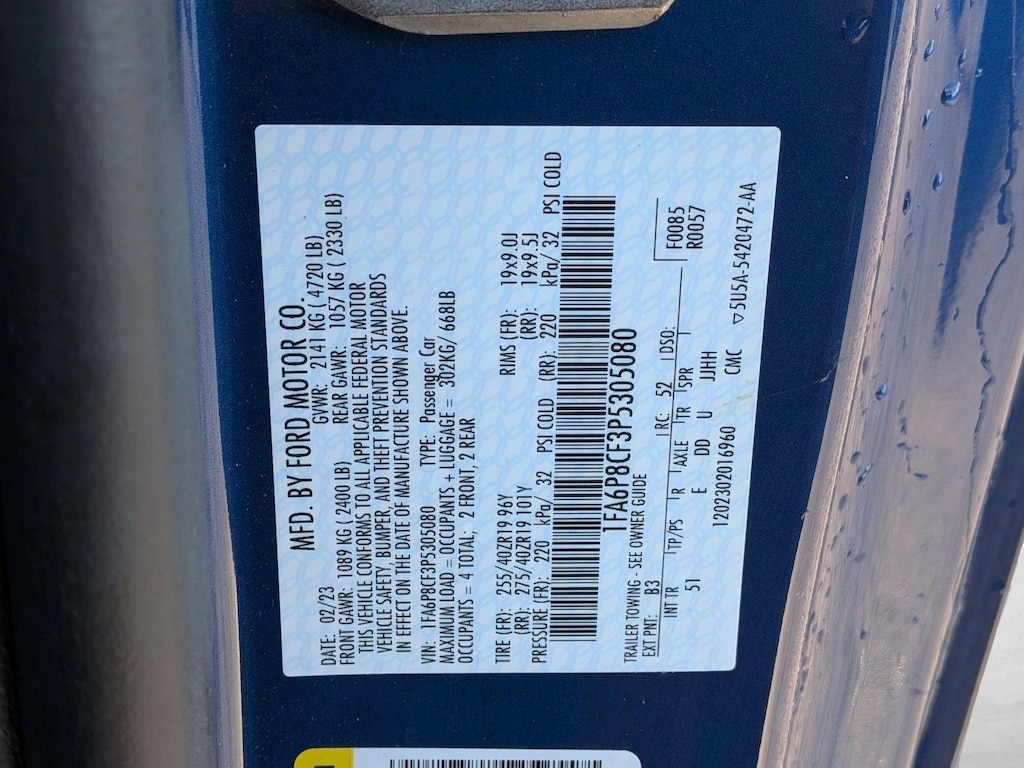 MFD. BY FORD MOTOR CO.
DATE: 02/23 GVWR: 2141 KG ( 4720 LB)
FRONT GAWR: 1089 KG ( 2400 LB) REAR GAWR: 1057 KG ( 2330 LB)
THIS VEHICLE CONFORMS TO ALL APPLICABLE FEDERAL MOTOR
VEHICLE SAFETY, BUMPER, AND THEFT PREVENTION STANDARDS
IN EFFECT ON THE DATE OF MANUFACTURE SHOWN ABOVE.
VIN: 1FA6P8CF3P5305080 TYPE: Passenger Car
MAXIMUM LOAD = OCCUPANTS + LUGGAGE = 302KG/ 668LB
OCCUPANTS = 4 TOTAL; 2 FRONT, 2 REAR
TIRE (FR): 255/40ZR19 96Y RIMS (FR): 19x9.0J
(RR): 275/40ZR19 101Y (RR): 19x9.5J
PRESSURE (FR): 220 kPa/ 32 PSI COLD (RR): 220 kPa/ 32 PSI COLD
1FA6P8CF3P5305080
TRAILER TOWING - SEE OWNER GUIDE
F0085
R0057
EXT PNT: B3 RC: 52 DSO:
INT TR TP/PS R AXLE TR SPR
51 E DD U JJHH
1202302016960 CMC
▽5U5A-5420472-AA